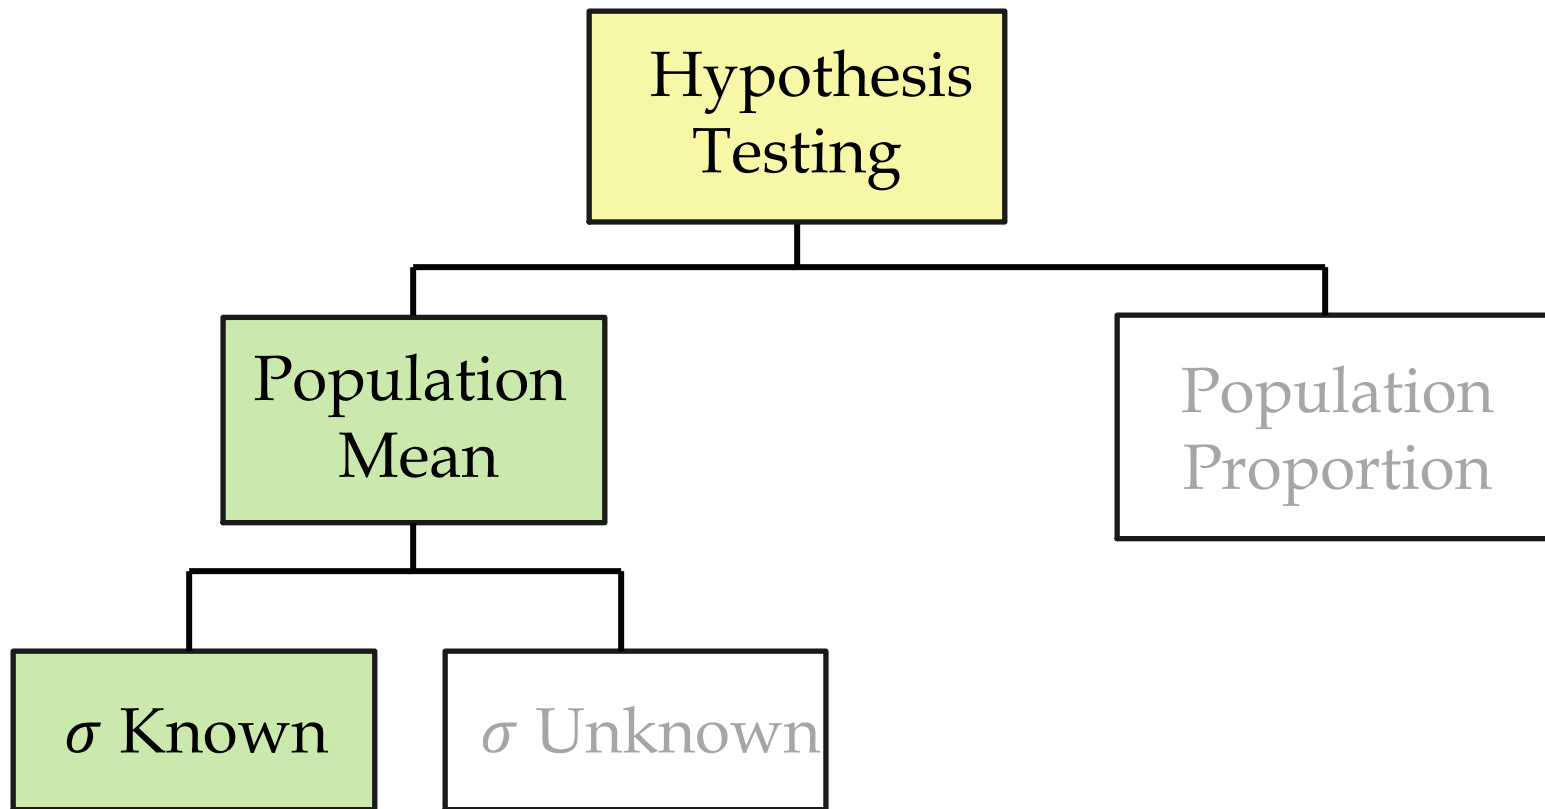 Hypothesis
Testing
Population
Mean
Population
Proportion
σ Known
σ Unknown